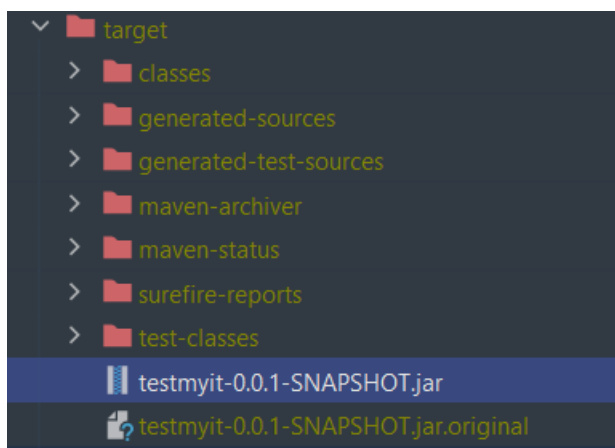 target
classes
generated-sources
generated-test-sources
maven-archiver
maven-status
surefire-reports
test-classes
testmyit-0.0.1-SNAPSHOT.jar
testmyit-0.0.1-SNAPSHOT.jar.original